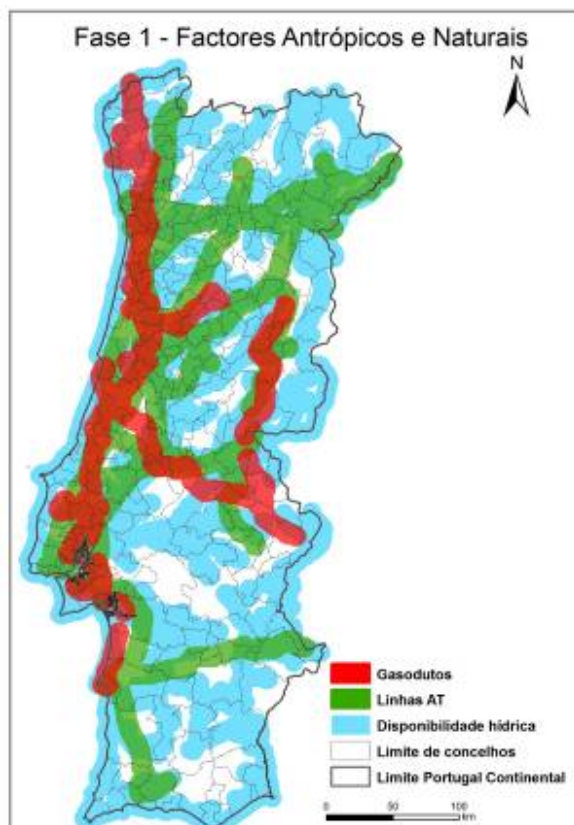 Fase 1 - Factores Antrópicos e Naturais
N
Gasodutos
Linhas AT
Disponibilidade hídrica
Limite de concelhos
Limite Portugal Continental
0 50 100
km